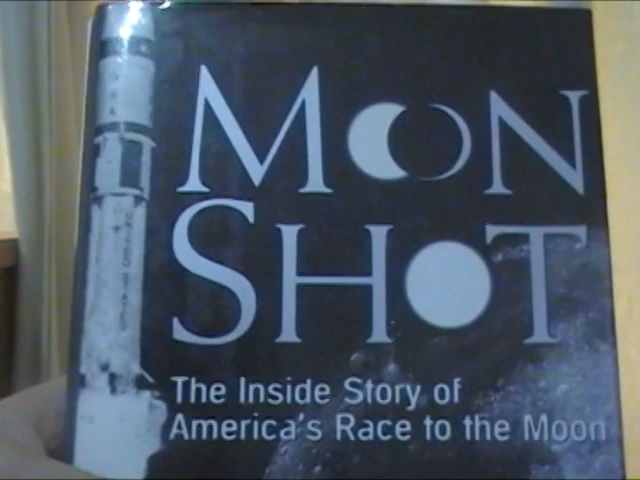 MOON
SHOT
The Inside Story of
America's Race to the Moon